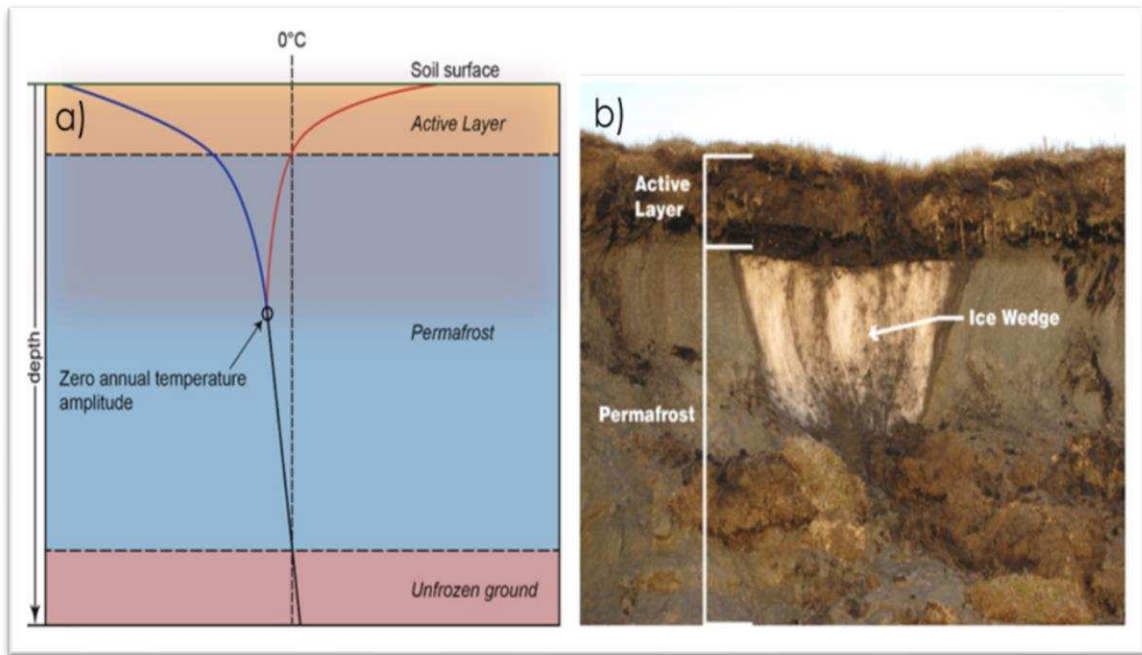 0°C
Soil surface
a)
Active Layer
Permafrost
Zero annual temperature
amplitude
depth
Unfrozen ground
b)
Active
Layer
Ice Wedge
Permafrost